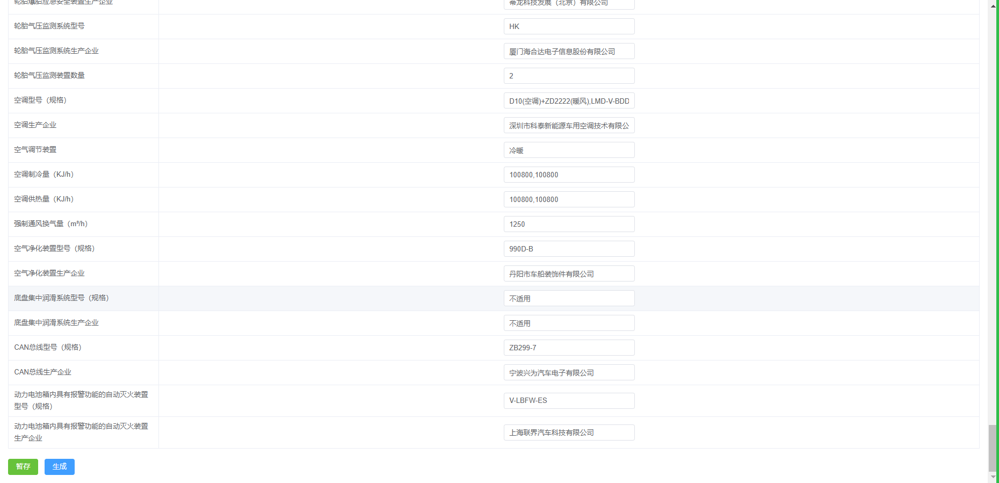 轮胎爆胎应急安全装置生产企业
蒂龙科技发展（北京）有限公司
轮胎气压监测系统型号
HK
轮胎气压监测系统生产企业
厦门海合达电子信息股份有限公司
轮胎气压监测装置数量
2
空调型号（规格）
D10(空调)+ZD2222(暖风),LMD-V-BDD
空调生产企业
深圳市科泰新能源车用空调技术有限公
空气调节装置
冷暖
空调制冷量（KJ/h）
100800,100800
空调供热量（KJ/h）
100800,100800
强制通风换气量（m³/h）
1250
空气净化装置型号（规格）
990D-B
空气净化装置生产企业
丹阳市车船装饰件有限公司
底盘集中润滑系统型号（规格）
不适用
底盘集中润滑系统生产企业
不适用
CAN总线型号（规格）
ZB299-7
CAN总线生产企业
宁波兴为汽车电子有限公司
动力电池箱内具有报警功能的自动灭火装置
型号（规格）
V-LBFW-ES
动力电池箱内具有报警功能的自动灭火装置
生产企业
上海联界汽车科技有限公司
暂存
生成